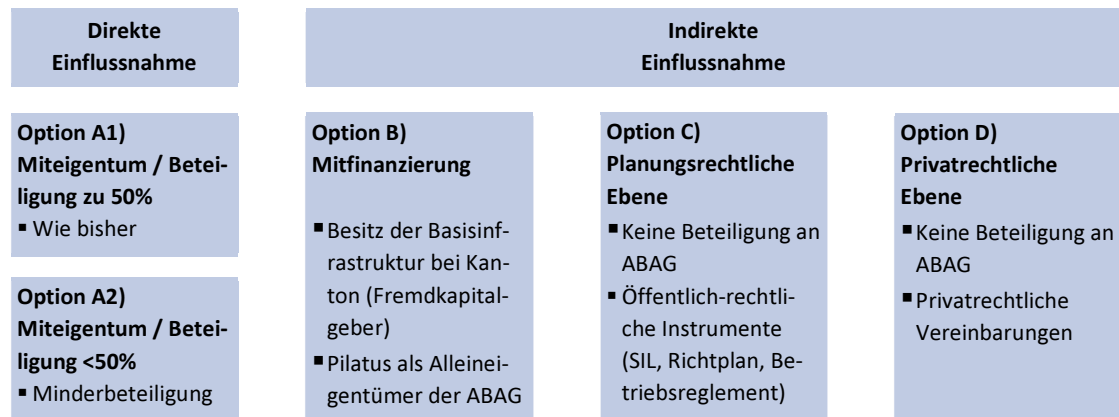 Direkte
Einflussnahme
Indirekte
Einflussnahme
Option A1)
Miteigentum / Betei-
ligung zu 50%
▪ Wie bisher
Option A2)
Miteigentum / Betei-
ligung <50%
▪ Minderbeteiligung
Option B)
Mitfinanzierung
▪ Besitz der Basisinf-
rastruktur bei Kan-
ton (Fremdkapital-
geber)
▪ Pilatus als Alleinei-
gentümer der ABAG
Option C)
Planungsrechtliche
Ebene
▪ Keine Beteiligung an
ABAG
▪ Öffentlich-rechtli-
che Instrumente
(SIL, Richtplan, Be-
triebsreglement)
Option D)
Privatrechtliche
Ebene
▪ Keine Beteiligung an
ABAG
▪ Privatrechtliche
Vereinbarungen